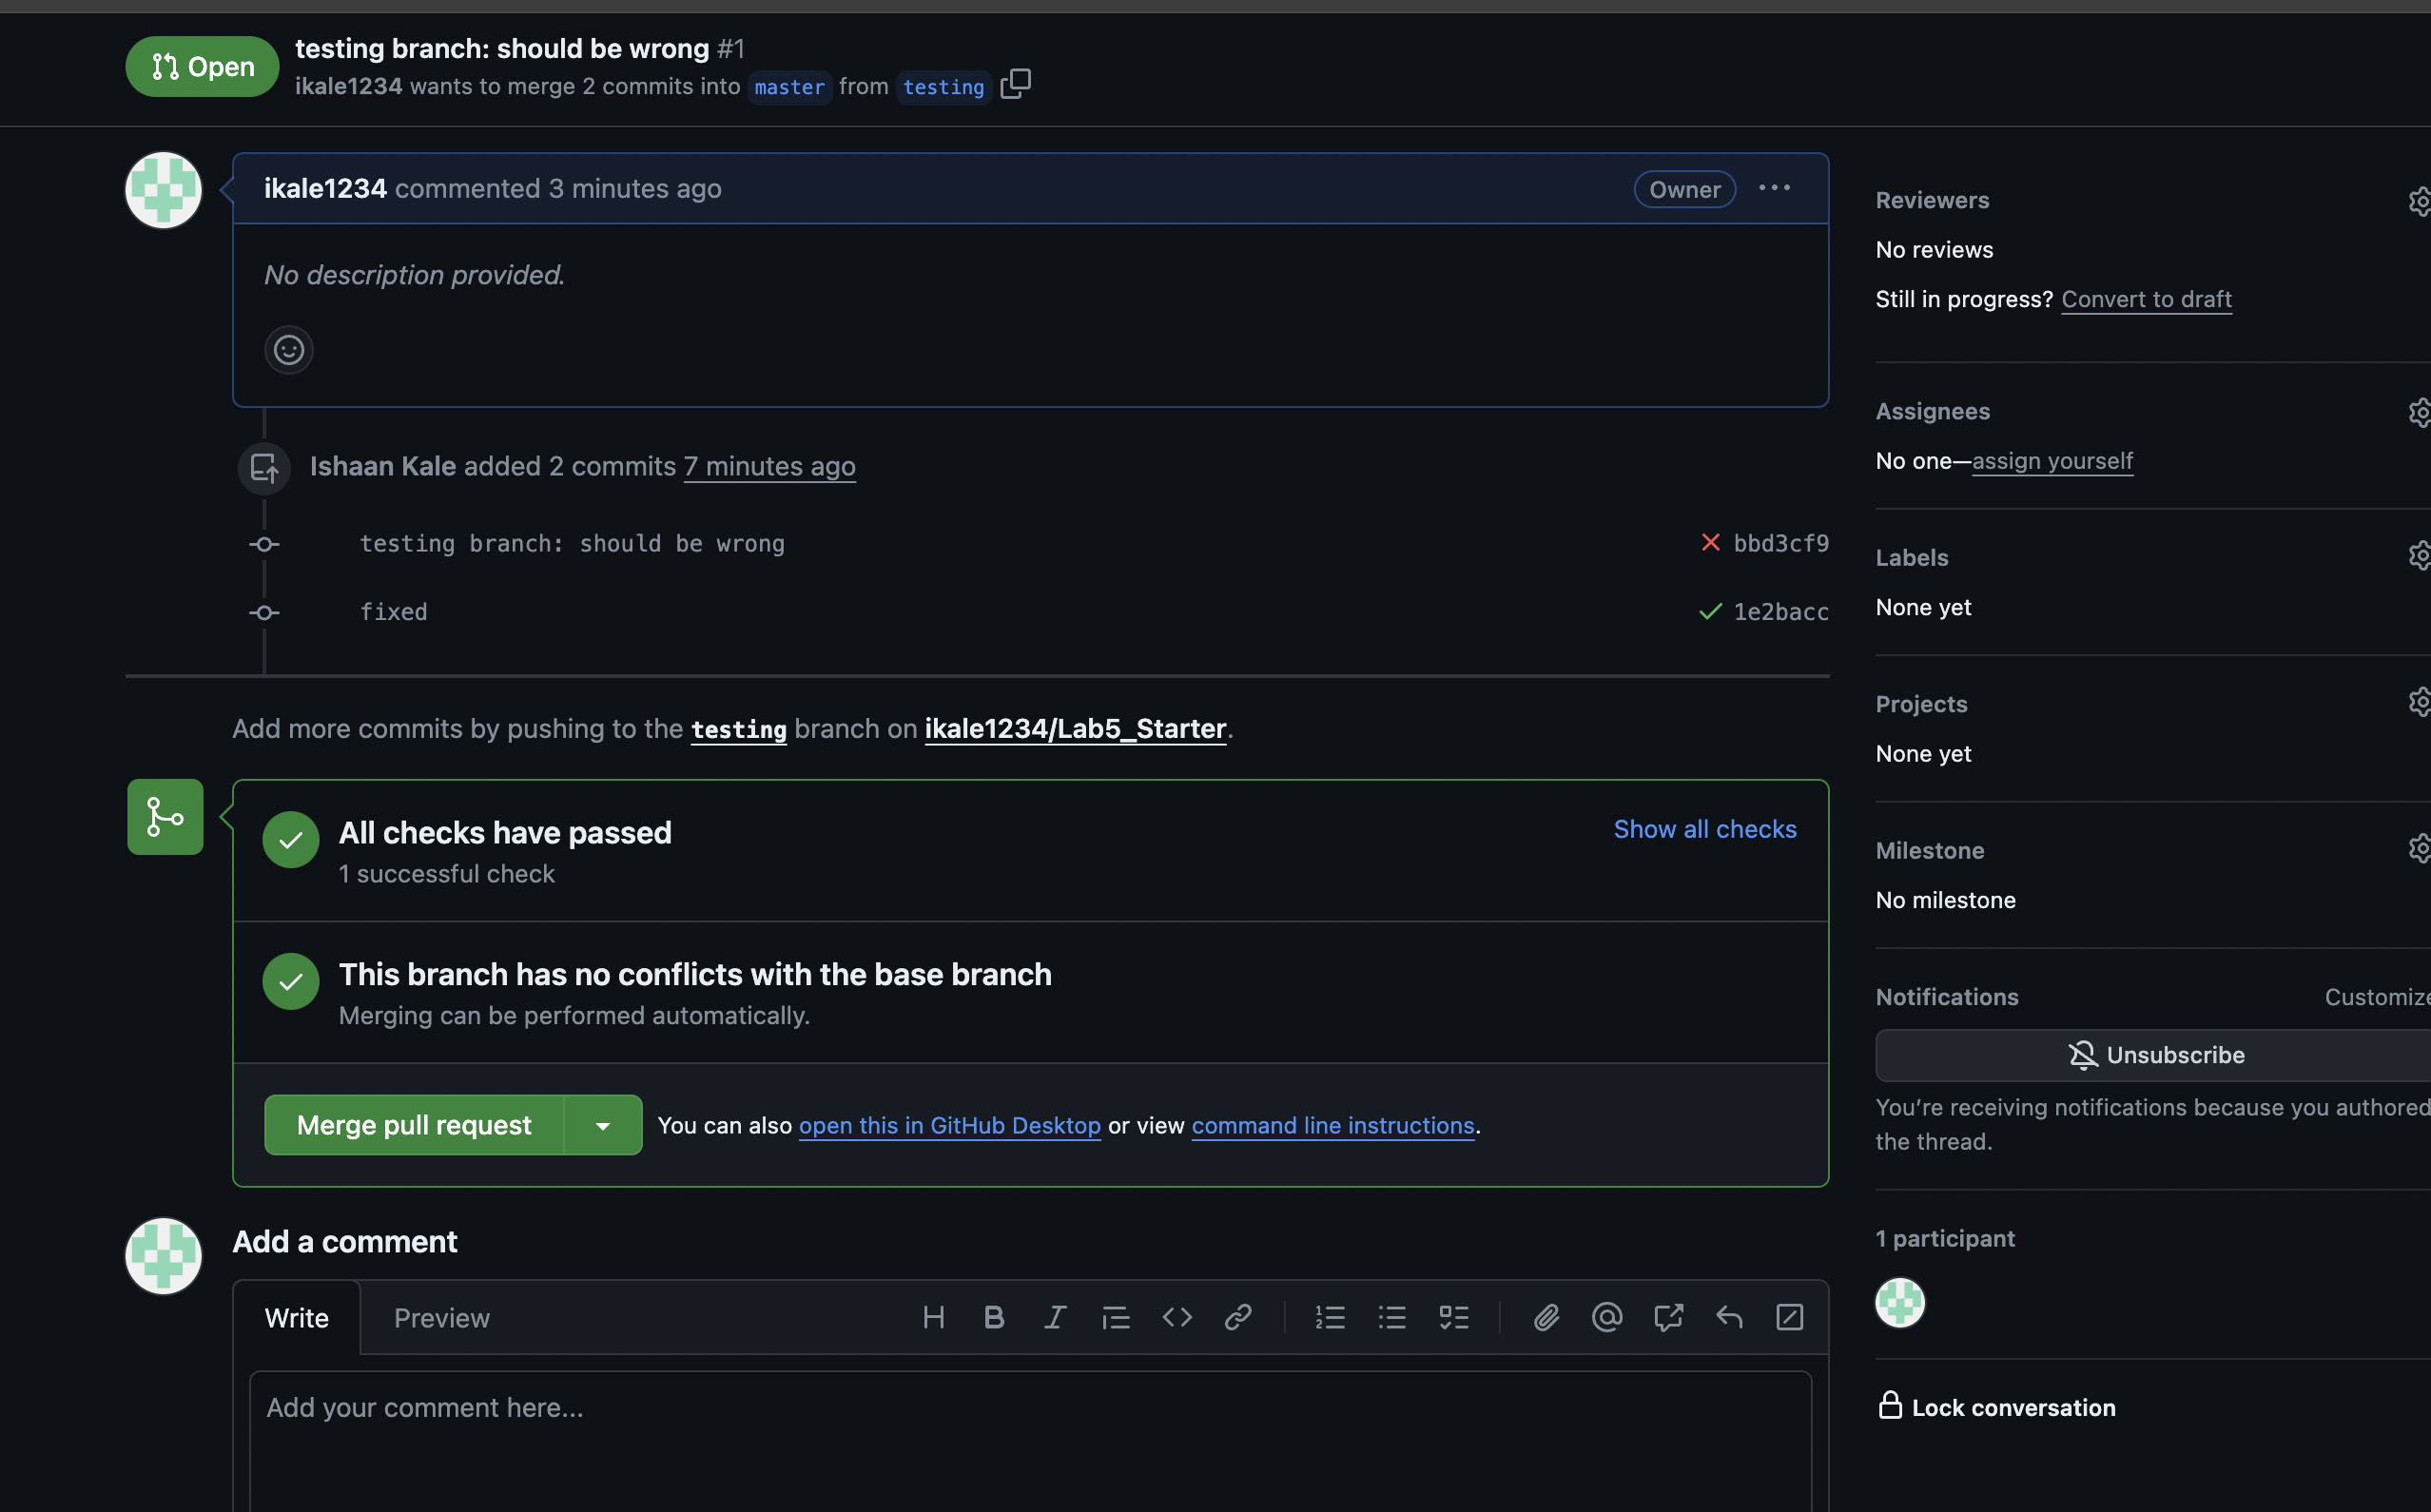 Open
testing branch: should be wrong #1
ikale1234 wants to merge 2 commits into master from testing
ikale1234 commented 3 minutes ago
Owner
No description provided.
Ishaan Kale added 2 commits 7 minutes ago
testing branch: should be wrong bbd3cf9
fixed 1e2bacc
Add more commits by pushing to the testing branch on ikale1234/Lab5_Starter.
All checks have passed
1 successful check
Show all checks
This branch has no conflicts with the base branch
Merging can be performed automatically.
Merge pull request
You can also open this in GitHub Desktop or view command line instructions.
Add a comment
Write Preview
Add your comment here...
Reviewers
No reviews
Still in progress? Convert to draft
Assignees
No one—assign yourself
Labels
None yet
Projects
None yet
Milestone
No milestone
Notifications
Customize
Unsubscribe
You're receiving notifications because you authored
the thread.
1 participant
Lock conversation